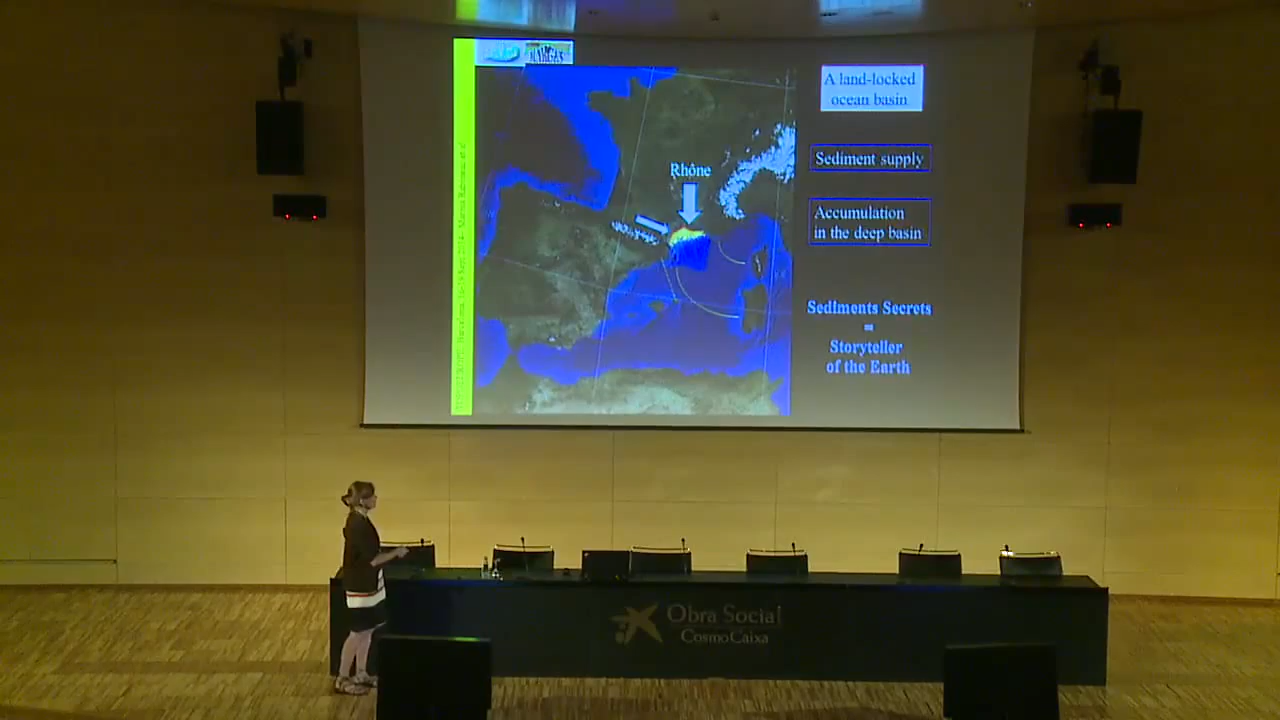 MARGES
A land-locked
ocean basin
Rhône
Sediment supply
Accumulation
in the deep basin
Sediments Secrets
=
Storyteller
of the Earth
Obra Social
CosmoCaixa